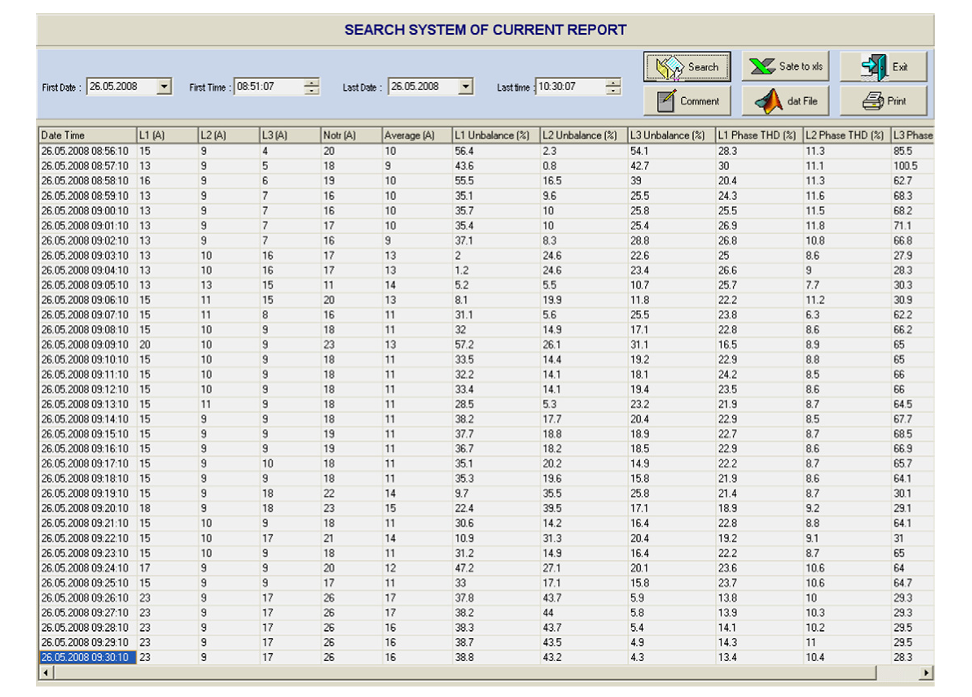 SEARCH SYSTEM OF CURRENT REPORT
First Date : 26.05.2008 First Time : 08:51:07 Last Date : 26.05.2008 Last time : 10:30:07
Search Sate to xls Exit
Comment dat File Print
Date Time L1 (A) L2 (A) L3 (A) Notr (A) Average (A) L1 Unbalance (%) L2 Unbalance (%) L3 Unbalance (%) L1 Phase THD (%) L2 Phase THD (%) L3 Phase
26.05.2008 08:56:10 15 9 4 20 10 56.4 2.3 54.1 28.3 11.3 85.5
26.05.2008 08:57:10 13 9 5 18 9 43.6 0.8 42.7 30 11.1 100.5
26.05.2008 08:58:10 16 9 6 19 10 55.5 16.5 39 20.4 11.3 62.7
26.05.2008 08:59:10 13 9 7 16 10 35.1 9.6 25.5 24.3 11.6 68.3
26.05.2008 09:00:10 13 9 7 16 10 35.7 10 25.8 25.5 11.5 68.2
26.05.2008 09:01:10 13 9 7 17 10 35.4 10 25.4 26.9 11.8 71.1
26.05.2008 09:02:10 13 9 7 16 9 37.1 8.3 28.8 26.8 10.8 66.8
26.05.2008 09:03:10 13 10 16 17 13 2 24.6 22.6 25 8.6 27.9
26.05.2008 09:04:10 13 10 16 17 13 1.2 24.6 23.4 26.6 9 28.3
26.05.2008 09:05:10 13 13 15 11 14 5.2 5.5 10.7 25.7 7.7 30.3
26.05.2008 09:06:10 15 11 15 20 13 8.1 19.9 11.8 22.2 11.2 30.9
26.05.2008 09:07:10 15 11 8 16 11 31.1 5.6 25.5 23.8 6.3 62.2
26.05.2008 09:08:10 15 10 9 18 11 32 14.9 17.1 22.8 8.6 66.2
26.05.2008 09:09:10 20 10 9 23 13 57.2 26.1 31.1 16.5 8.9 65
26.05.2008 09:10:10 15 10 9 18 11 33.5 14.4 19.2 22.9 8.8 65
26.05.2008 09:11:10 15 10 9 18 11 32.2 14.1 18.1 24.2 8.5 66
26.05.2008 09:12:10 15 10 9 18 11 33.4 14.1 19.4 23.5 8.6 66
26.05.2008 09:13:10 15 11 9 18 11 28.5 5.3 23.2 21.9 8.7 64.5
26.05.2008 09:14:10 15 9 9 18 11 38.2 17.7 20.4 22.9 8.5 67.7
26.05.2008 09:15:10 15 9 9 19 11 37.7 18.8 18.9 22.7 8.7 68.5
26.05.2008 09:16:10 15 9 9 19 11 36.7 18.2 18.5 22.9 8.6 66.9
26.05.2008 09:17:10 15 9 10 18 11 35.1 20.2 14.9 22.2 8.7 65.7
26.05.2008 09:18:10 15 9 9 18 11 35.3 19.6 15.8 21.9 8.6 64.1
26.05.2008 09:19:10 15 9 18 22 14 9.7 35.5 25.8 21.4 8.7 30.1
26.05.2008 09:20:10 18 9 18 23 15 22.4 39.5 17.1 18.9 9.2 29.1
26.05.2008 09:21:10 15 10 9 18 11 30.6 14.2 16.4 22.8 8.8 64.1
26.05.2008 09:22:10 15 10 17 21 14 10.9 31.3 20.4 19.2 9.1 31
26.05.2008 09:23:10 15 10 9 18 11 31.2 14.9 16.4 22.2 8.7 65
26.05.2008 09:24:10 17 9 9 20 12 47.2 27.1 20.1 23.6 10.6 64
26.05.2008 09:25:10 15 9 9 17 11 33 17.1 15.8 23.7 10.6 64.7
26.05.2008 09:26:10 23 9 17 26 17 37.8 43.7 5.9 13.8 10 29.3
26.05.2008 09:27:10 23 9 17 26 17 38.2 44 5.8 13.9 10.3 29.3
26.05.2008 09:28:10 23 9 17 26 16 38.3 43.7 5.4 14.1 10.2 29.5
26.05.2008 09:29:10 23 9 17 26 16 38.7 43.5 4.9 14.3 11 29.5
26.05.2008 09:30:10 23 9 17 26 16 38.8 43.2 4.3 13.4 10.4 28.3